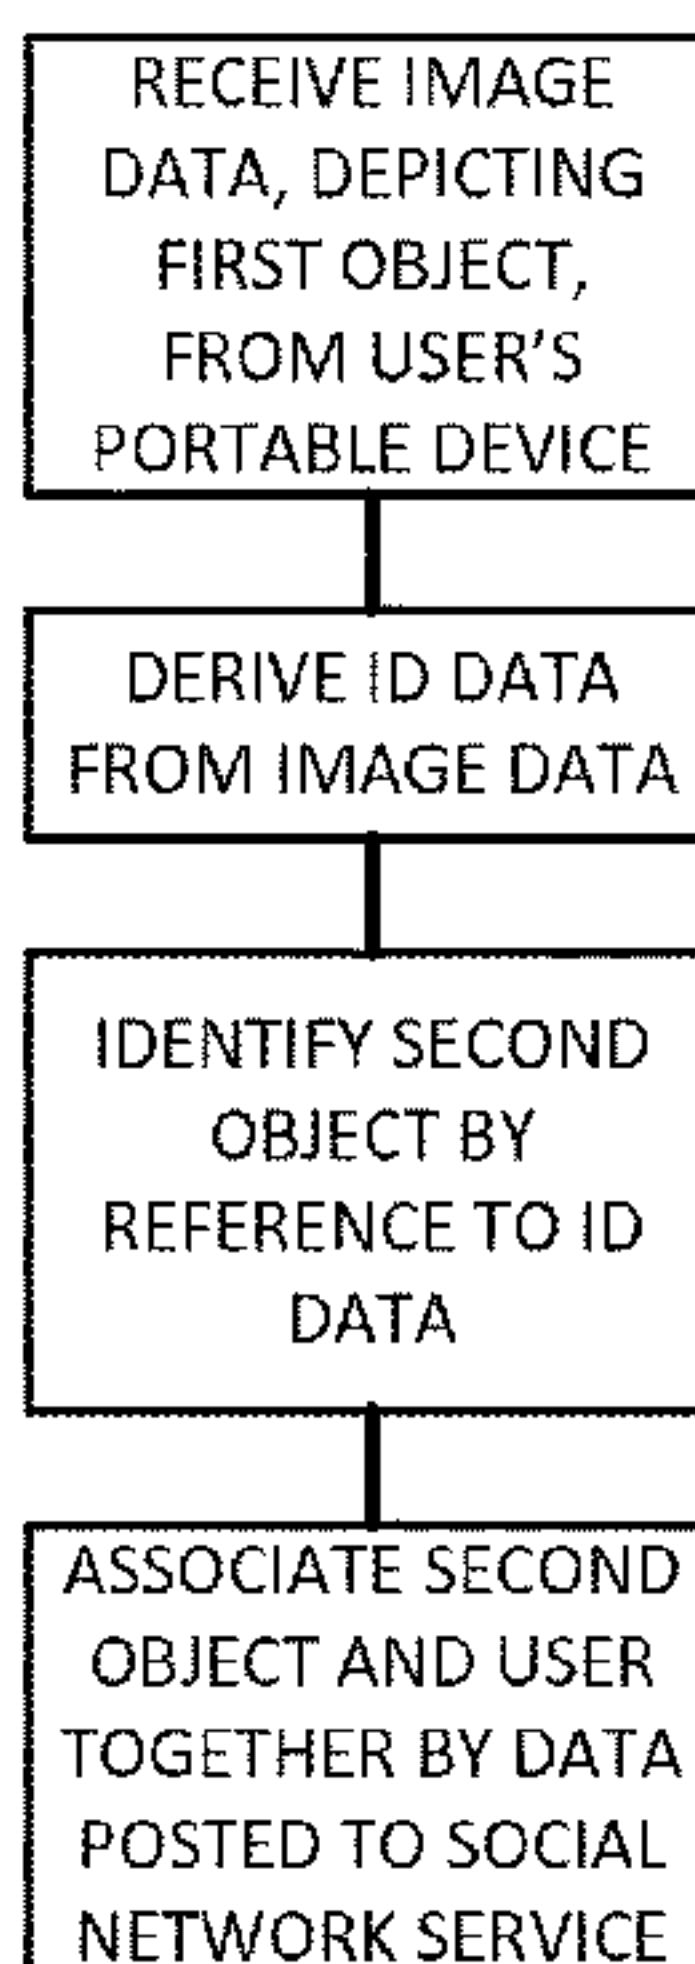 RECEIVE IMAGE
DATA, DEPICTING
FIRST OBJECT,
FROM USER'S
PORTABLE DEVICE
DERIVE ID DATA
FROM IMAGE DATA
IDENTIFY SECOND
OBJECT BY
REFERENCE TO ID
DATA
ASSOCIATE SECOND
OBJECT AND USER
TOGETHER BY DATA
POSTED TO SOCIAL
NETWORK SERVICE